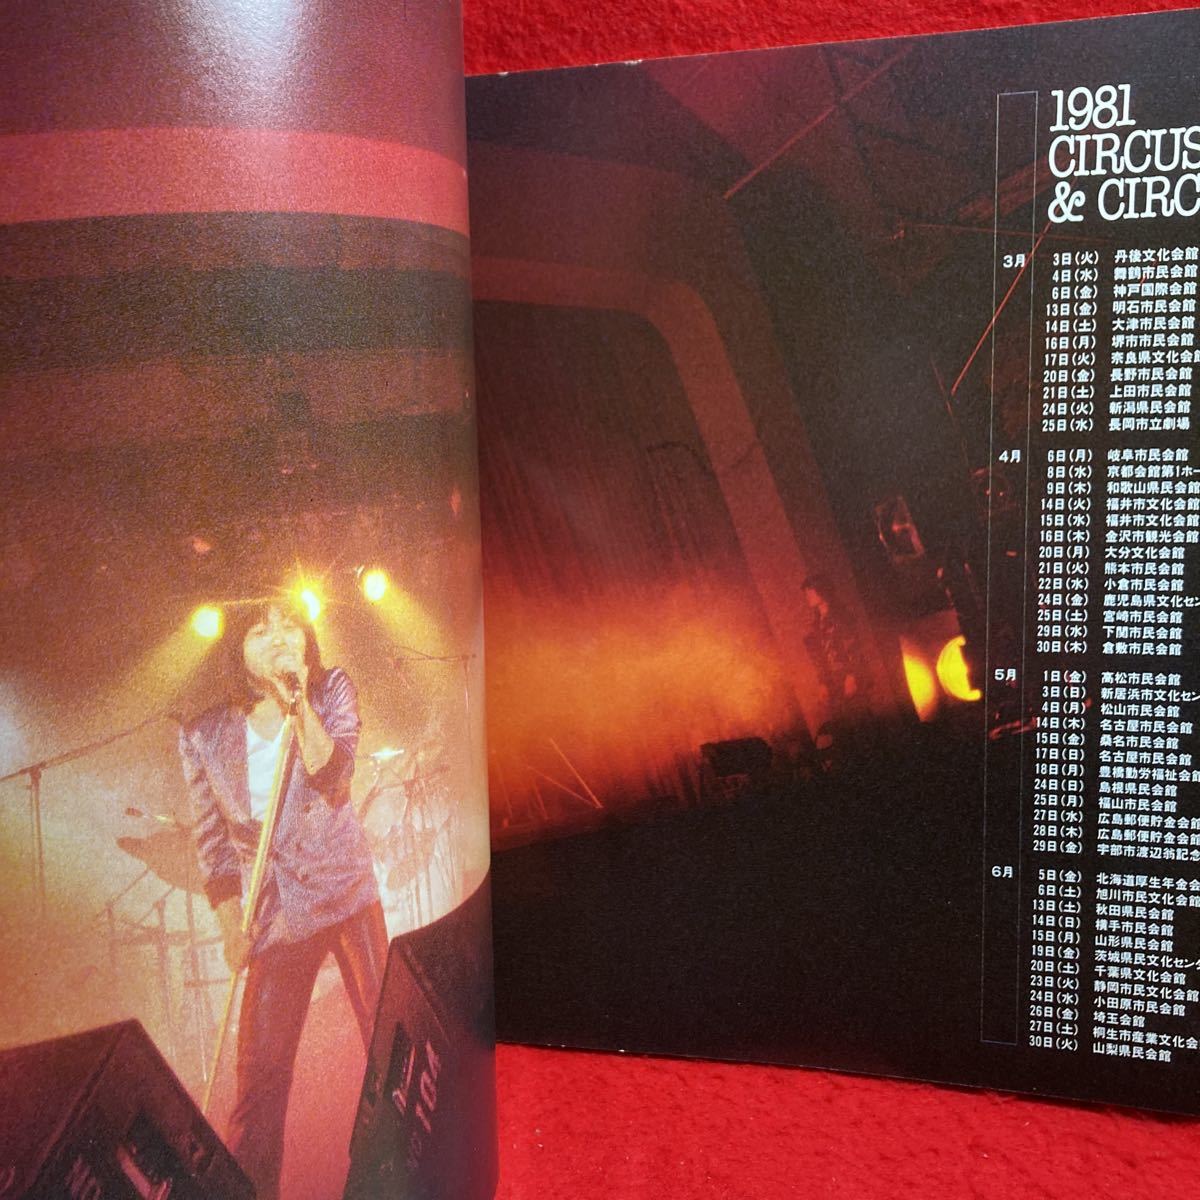 1981
CIRCUS
& CIRC
3月 3日(火) 丹後文化会館
4日(水) 舞鶴市民会館
6日(金) 神戸国際会館
13日(金) 明石市民会館
14日(土) 大津市民会館
16日(月) 堺市市民会館
17日(火) 奈良県文化会館
20日(金) 長野市民会館
21日(土) 上田市民会館
24日(火) 新潟県民会館
25日(水) 長岡市立劇場
4月 6日(月) 岐阜市民会館
8日(水) 京都会館第1ホー
9日(木) 和歌山県民会館
14日(火) 福井市文化会館
15日(水) 福井市文化会館
16日(木) 金沢市観光会館
20日(月) 大分文化会館
21日(火) 熊本市民会館
22日(水) 小倉市民会館
24日(金) 鹿児島県文化セン
25日(土) 宮崎市民会館
29日(水) 下関市民会館
30日(木) 倉敷市民会館
5月 1日(金) 高松市民会館
3日(日) 新居浜市文化セン
4日(月) 松山市民会館
14日(木) 名古屋市民会館
15日(金) 桑名市民会館
17日(日) 名古屋市民会館
18日(月) 豊橋勤労福祉会館
24日(日) 島根県民会館
25日(月) 福山市民会館
27日(水) 広島郵便貯金会館
28日(木) 広島郵便貯金会館
29日(金) 宇部市渡辺翁記念
6月 5日(金) 北海道厚生年金会
6日(土) 旭川市民文化会館
13日(土) 秋田県民会館
14日(日) 横手市民会館
15日(月) 山形県民会館
19日(金) 茨城県民文化センタ
20日(土) 千葉県文化会館
23日(火) 静岡市民文化会館
24日(水) 小田原市民会館
26日(金) 埼玉会館
27日(土) 桐生市産業文化会
30日(火) 山梨県民会館